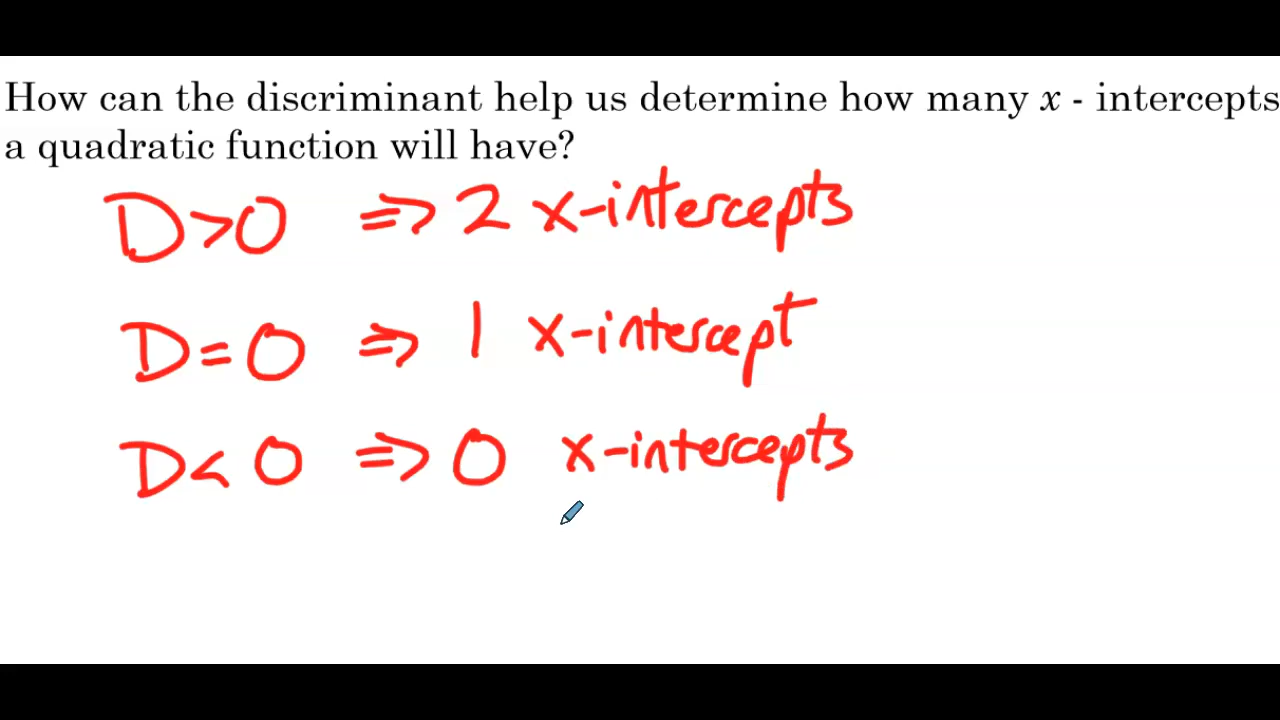 How can the discriminant help us determine how many x - intercepts
a quadratic function will have?
D>0 => 2 x-intercepts
D=0 => 1 x-intercept
D<0 => 0 x-intercepts